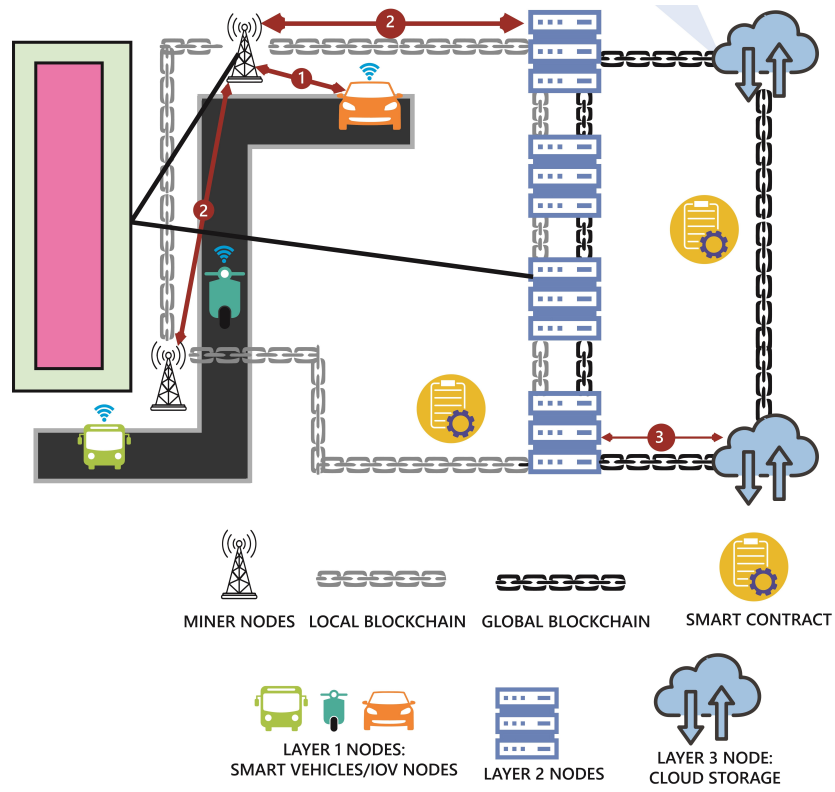 2
1
2
3
MINER NODES
LOCAL BLOCKCHAIN
GLOBAL BLOCKCHAIN
SMART CONTRACT
LAYER 1 NODES:
SMART VEHICLES/IOV NODES
LAYER 2 NODES
LAYER 3 NODE:
CLOUD STORAGE